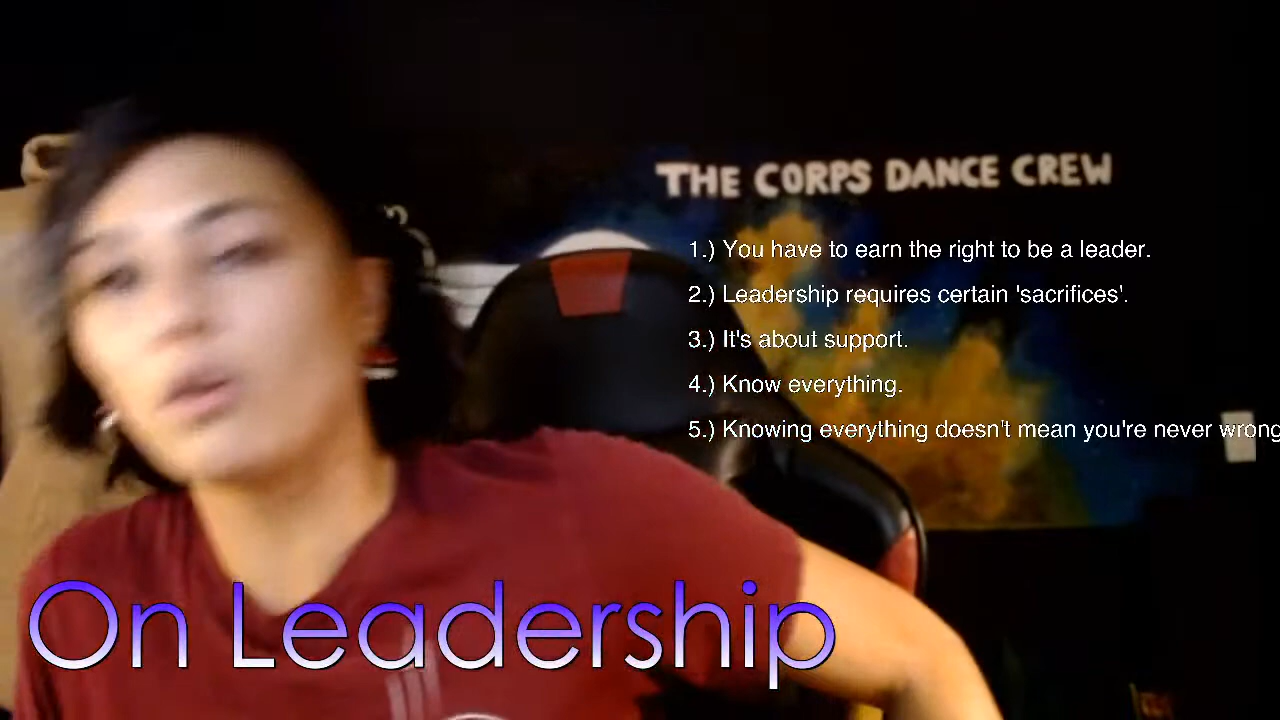 THE CORPS DANCE CREW
1.) You have to earn the right to be a leader.
2.) Leadership requires certain 'sacrifices'.
3.) It's about support.
4.) Know everything.
5.) Knowing everything doesn't mean you're never wrong
On Leadership